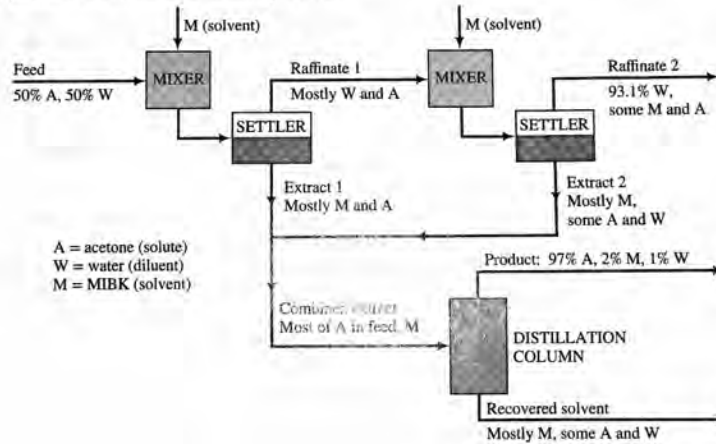 M (solvent)
M (solvent)
Feed
50% A, 50% W
MIXER
Raffinate 1
Mostly W and A
MIXER
Raffinate 2
93.1% W,
some M and A
SETTLER
SETTLER
Extract 1
Mostly M and A
Extract 2
Mostly M,
some A and W
A = acetone (solute)
W = water (diluent)
M = MIBK (solvent)
Product: 97% A, 2% M, 1% W
Combined extract
Most of A in feed, M
DISTILLATION
COLUMN
Recovered solvent
Mostly M, some A and W